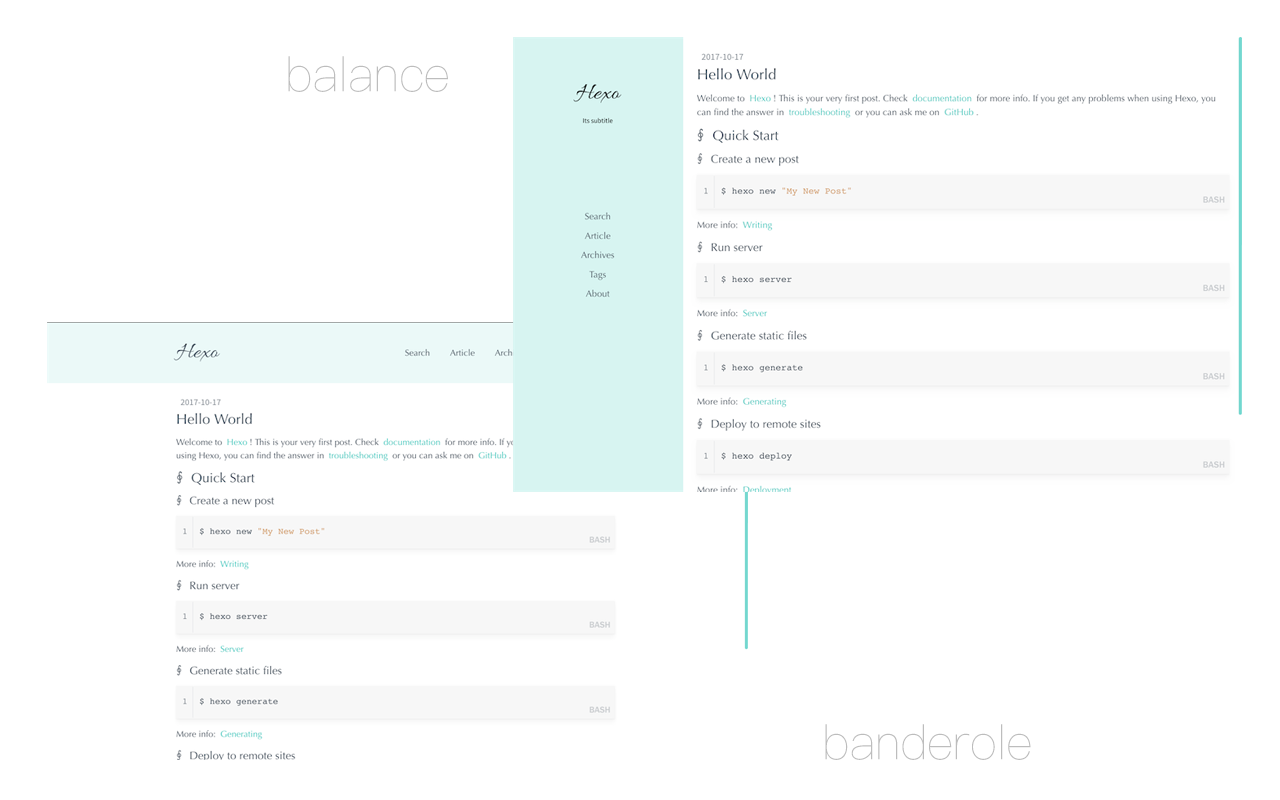 balance
Hexo
Its subtitle
Search
Article
Archives
Tags
About
2017-10-17
Hello World
Welcome to Hexo ! This is your very first post. Check documentation for more info. If you get any problems when using Hexo, you
can find the answer in troubleshooting or you can ask me on GitHub .
∮ Quick Start
∮ Create a new post
1 $ hexo new "My New Post"
BASH
More info: Writing
∮ Run server
1 $ hexo server
BASH
More info: Server
∮ Generate static files
1 $ hexo generate
BASH
More info: Generating
∮ Deploy to remote sites
1 $ hexo deploy
BASH
More info: Deployment
Hexo
Search Article Arch
2017-10-17
Hello World
Welcome to Hexo ! This is your very first post. Check documentation for more info. If
using Hexo, you can find the answer in troubleshooting or you can ask me on GitHub .
∮ Quick Start
∮ Create a new post
1 $ hexo new "My New Post"
BASH
More info: Writing
∮ Run server
1 $ hexo server
BASH
More info: Server
∮ Generate static files
1 $ hexo generate
BASH
More info: Generating
∮ Deploy to remote sites
banderole